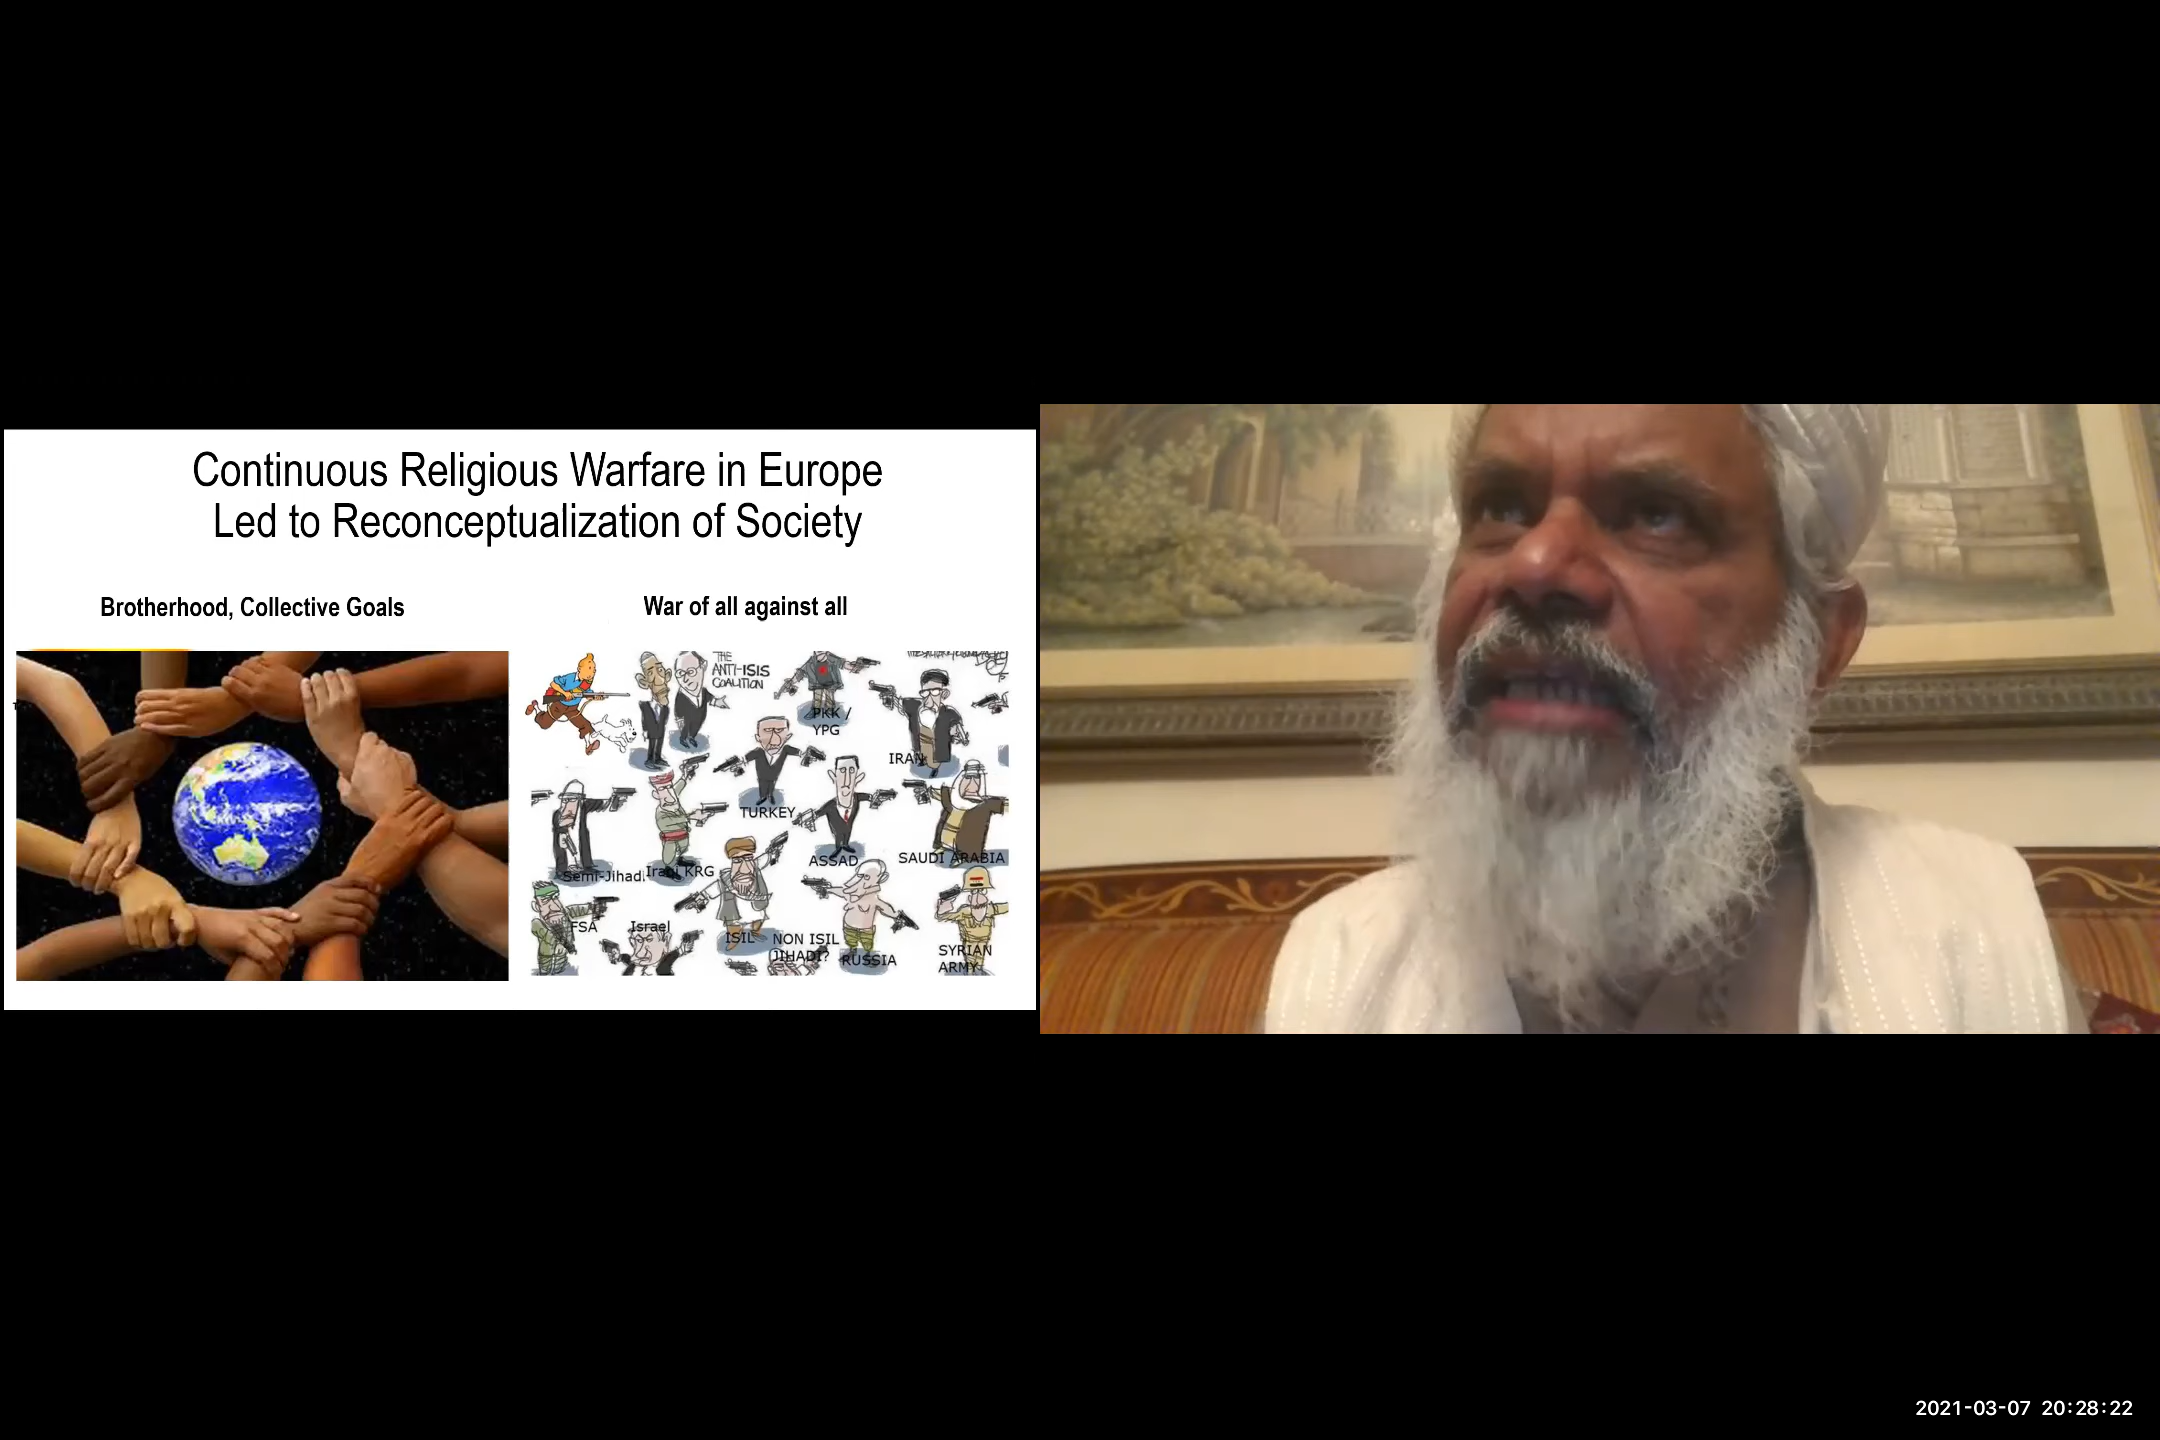 Continuous Religious Warfare in Europe
Led to Reconceptualization of Society
Brotherhood, Collective Goals
War of all against all
THE
ANTI-ISIS
COALITION
PKK /
YPG
IRAN
TURKEY
ASSAD
SAUDI ARABIA
Semi-Jihadi
Iraqi KRG
FSA
Israel
ISIL
NON ISIL
JIHADI?
RUSSIA
SYRIAN
ARMY
2021-03-07 20:28:22